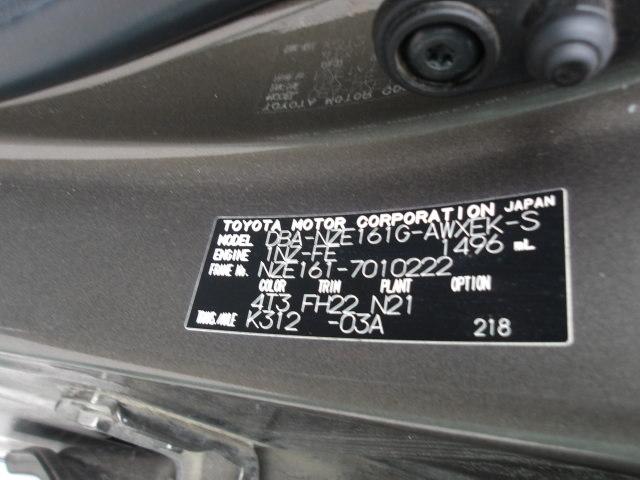 TOYOTA MOTOR CORPORATION JAPAN
MODEL DBA-NZE161G-AWXEK-S
ENGINE 1NZ-FE 1496 mL
FRAME No. NZE161-7010222
COLOR TRIM PLANT OPTION
4T3 FH22 N21
TRANS./AXLE K312 -03A
218